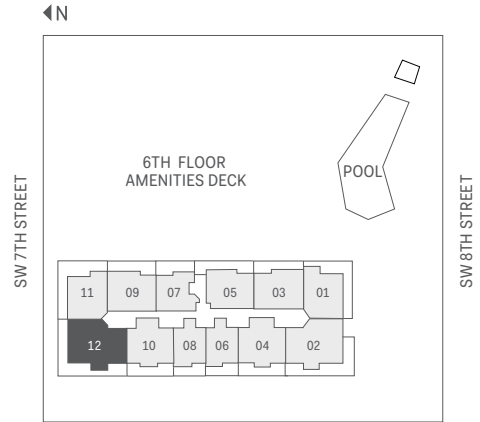 N
6TH FLOOR
AMENITIES DECK
POOL
SW 7TH STREET
SW 8TH STREET
11 09 07 05 03 01
12 10 08 06 04 02